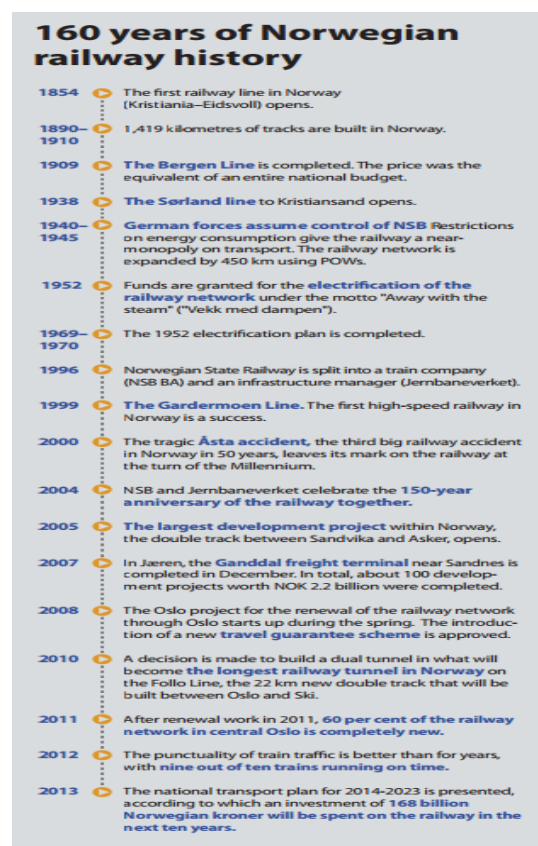 160 years of Norwegian
railway history
1854 The first railway line in Norway
(Kristiania–Eidsvoll) opens.
1890– 1,419 kilometres of tracks are built in Norway.
1910
1909 The Bergen Line is completed. The price was the
equivalent of an entire national budget.
1938 The Sørland line to Kristiansand opens.
1940– German forces assume control of NSB Restrictions
1945 on energy consumption give the railway a near-
monopoly on transport. The railway network is
expanded by 450 km using POWs.
1952 Funds are granted for the electrification of the
railway network under the motto "Away with the
steam" ("Vekk med dampen").
1969– The 1952 electrification plan is completed.
1970
1996 Norwegian State Railway is split into a train company
(NSB BA) and an infrastructure manager (Jernbaneverket).
1999 The Gardermoen Line. The first high-speed railway in
Norway is a success.
2000 The tragic Åsta accident, the third big railway accident
in Norway in 50 years, leaves its mark on the railway at
the turn of the Millennium.
2004 NSB and Jernbaneverket celebrate the 150-year
anniversary of the railway together.
2005 The largest development project within Norway,
the double track between Sandvika and Asker, opens.
2007 In Jæren, the Ganddal freight terminal near Sandnes is
completed in December. In total, about 100 develop-
ment projects worth NOK 2.2 billion were completed.
2008 The Oslo project for the renewal of the railway network
through Oslo starts up during the spring. The introduc-
tion of a new travel guarantee scheme is approved.
2010 A decision is made to build a dual tunnel in what will
become the longest railway tunnel in Norway on
the Follo Line, the 22 km new double track that will be
built between Oslo and Ski.
2011 After renewal work in 2011, 60 per cent of the railway
network in central Oslo is completely new.
2012 The punctuality of train traffic is better than for years,
with nine out of ten trains running on time.
2013 The national transport plan for 2014-2023 is presented,
according to which an investment of 168 billion
Norwegian kroner will be spent on the railway in the
next ten years.